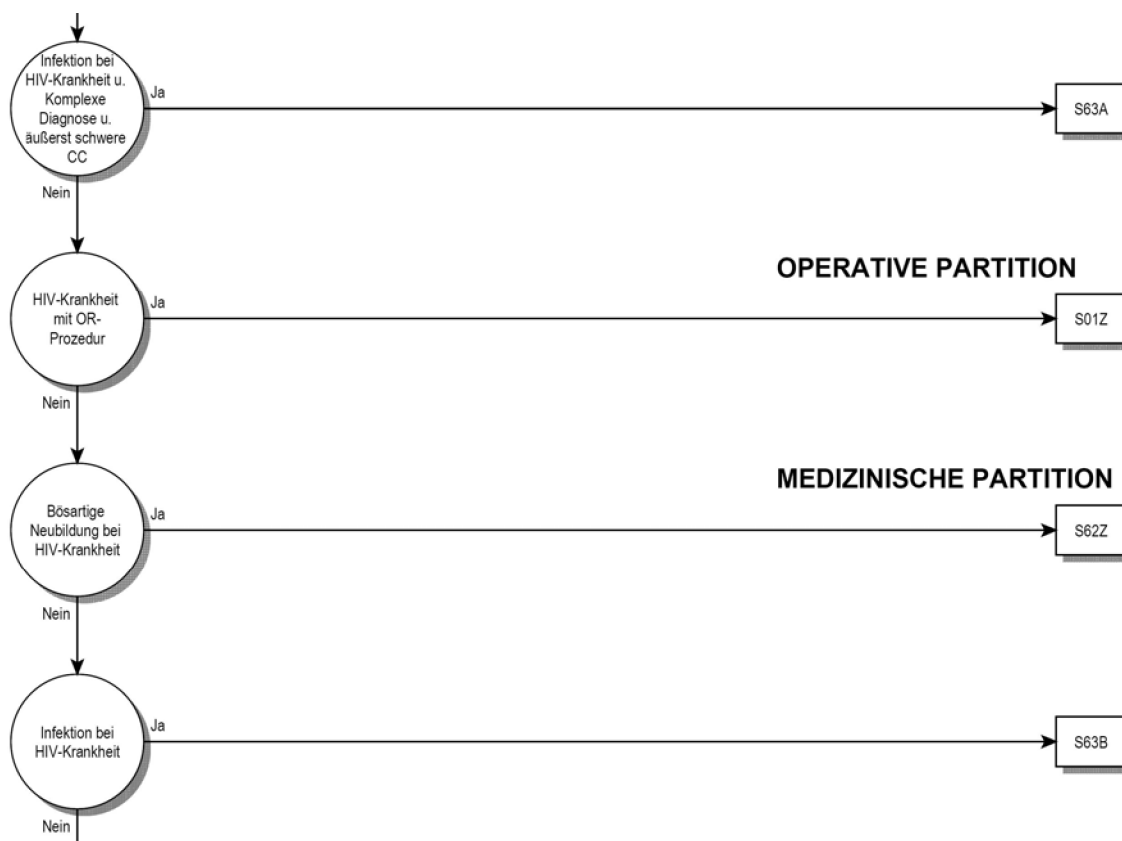 Infektion bei
HIV-Krankheit u.
Komplexe
Diagnose u.
äußerst schwere
CC
Ja
S63A
Nein
OPERATIVE PARTITION
HIV-Krankheit
mit OR-
Prozedur
Ja
S01Z
Nein
MEDIZINISCHE PARTITION
Bösartige
Neubildung bei
HIV-Krankheit
Ja
S62Z
Nein
Infektion bei
HIV-Krankheit
Ja
S63B
Nein